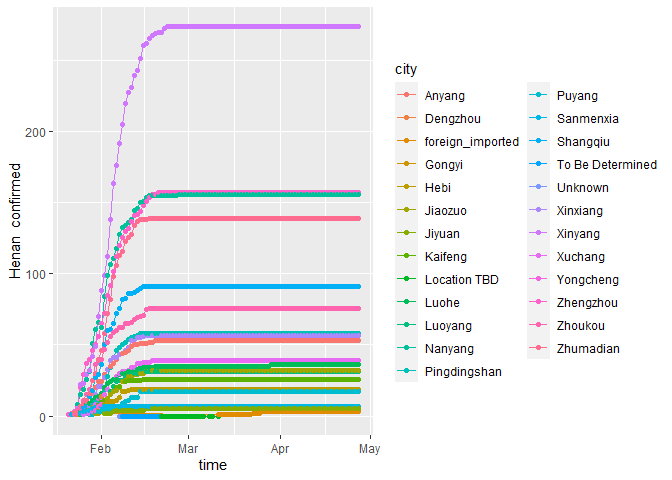 200
100
0
Henan confirmed
Feb
Mar
Apr
May
time
city
Anyang
Dengzhou
foreign_imported
Gongyi
Hebi
Jiaozuo
Jiyuan
Kaifeng
Location TBD
Luohe
Luoyang
Nanyang
Pingdingshan
Puyang
Sanmenxia
Shangqiu
To Be Determined
Unknown
Xinxiang
Xinyang
Xuchang
Yongcheng
Zhengzhou
Zhoukou
Zhumadian